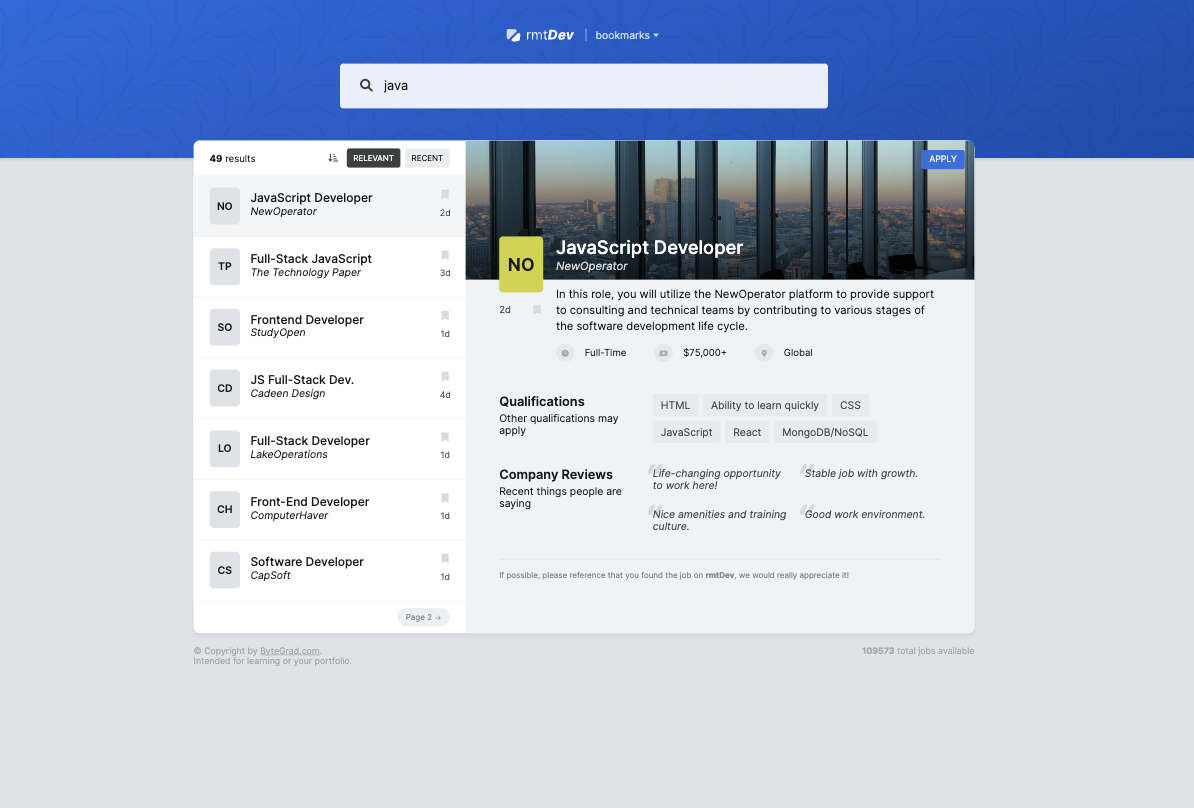 rmtDev
bookmarks
java
49 results
RELEVANT
RECENT
NO
JavaScript Developer
NewOperator
2d
TP
Full-Stack JavaScript
The Technology Paper
3d
SO
Frontend Developer
StudyOpen
1d
CD
JS Full-Stack Dev.
Cadeen Design
4d
LO
Full-Stack Developer
LakeOperations
1d
CH
Front-End Developer
ComputerHaver
1d
CS
Software Developer
CapSoft
1d
Page 2 →
APPLY
NO
JavaScript Developer
NewOperator
2d
In this role, you will utilize the NewOperator platform to provide support
to consulting and technical teams by contributing to various stages of
the software development life cycle.
Full-Time
$75,000+
Global
Qualifications
Other qualifications may
apply
HTML
Ability to learn quickly
CSS
JavaScript
React
MongoDB/NoSQL
Company Reviews
Recent things people are
saying
Life-changing opportunity
to work here!
Stable job with growth.
Nice amenities and training
culture.
Good work environment.
If possible, please reference that you found the job on rmtDev, we would really appreciate it!
© Copyright by ByteGrad.com.
Intended for learning or your portfolio.
109573 total jobs available